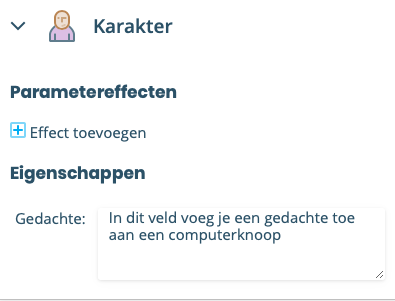 Karakter
Parametereffecten
Effect toevoegen
Eigenschappen
Gedachte:
In dit veld voeg je een gedachte toe
aan een computerknoop